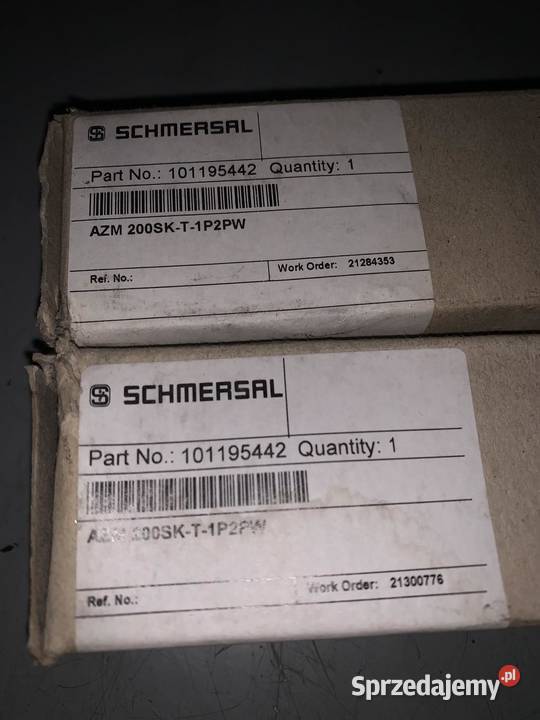 SCHMERSAL
Part No.: 101195442 Quantity: 1
AZM 200SK-T-1P2PW
Ref. No.: Work Order: 21284353
SCHMERSAL
Part No.: 101195442 Quantity: 1
AZM 200SK-T-1P2PW
Ref. No.: Work Order: 21300776
Sprzedajemy.pl